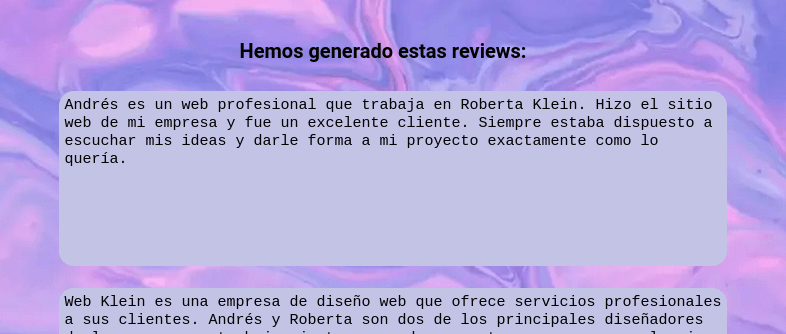 Hemos generado estas reviews:
Andrés es un web profesional que trabaja en Roberta Klein. Hizo el sitio
web de mi empresa y fue un excelente cliente. Siempre estaba dispuesto a
escuchar mis ideas y darle forma a mi proyecto exactamente como lo
quería.
Web Klein es una empresa de diseño web que ofrece servicios profesionales
a sus clientes. Andrés y Roberta son dos de los principales diseñadores